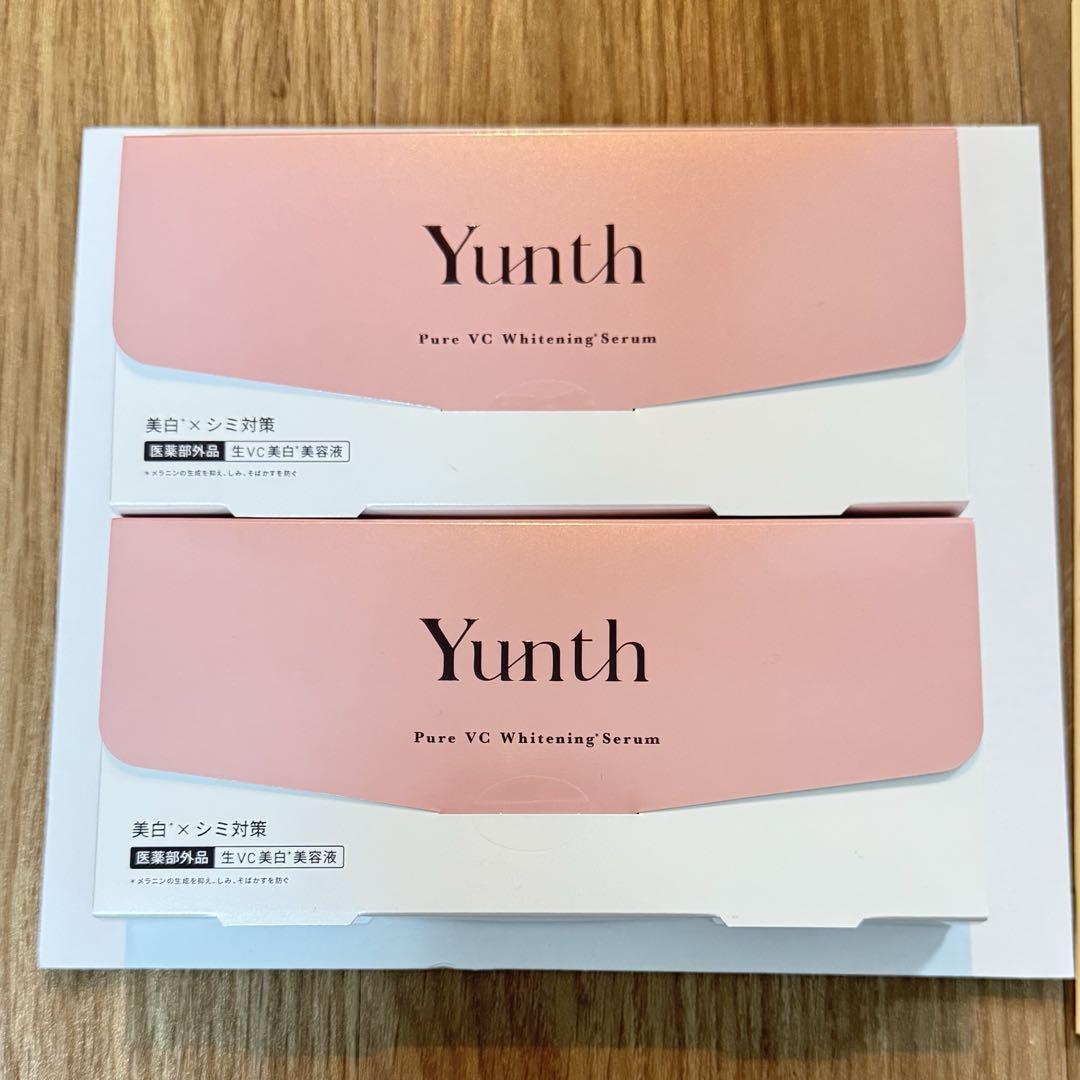 Yunth
Pure VC Whitening*Serum
美白*×シミ対策
医薬部外品 生VC美白*美容液
*メラニンの生成を抑え、しみ、そばかすを防ぐ
Yunth
Pure VC Whitening*Serum
美白*×シミ対策
医薬部外品 生VC美白*美容液
*メラニンの生成を抑え、しみ、そばかすを防ぐ